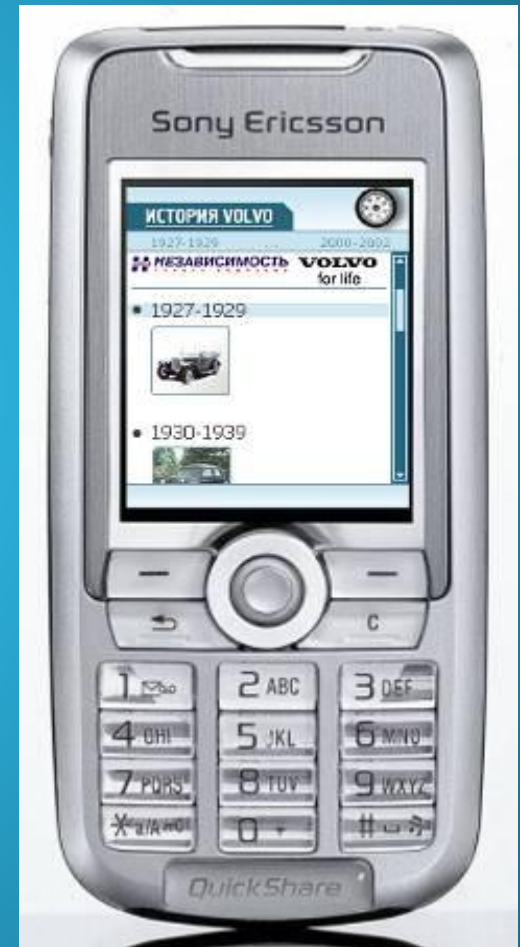 Sony Ericsson
ИСТОРИЯ VOLVO
1927-1929 ... 2000-2002
НЕЗАВИСИМОСТЬ VOLVO
for life
1927-1929
1930-1939
C
1 2 ABC 3 DEF
4 GHI 5 JKL 6 MNO
7 PQRS 8 TUV 9 WXYZ
* a/A 0 + #
QuickShare